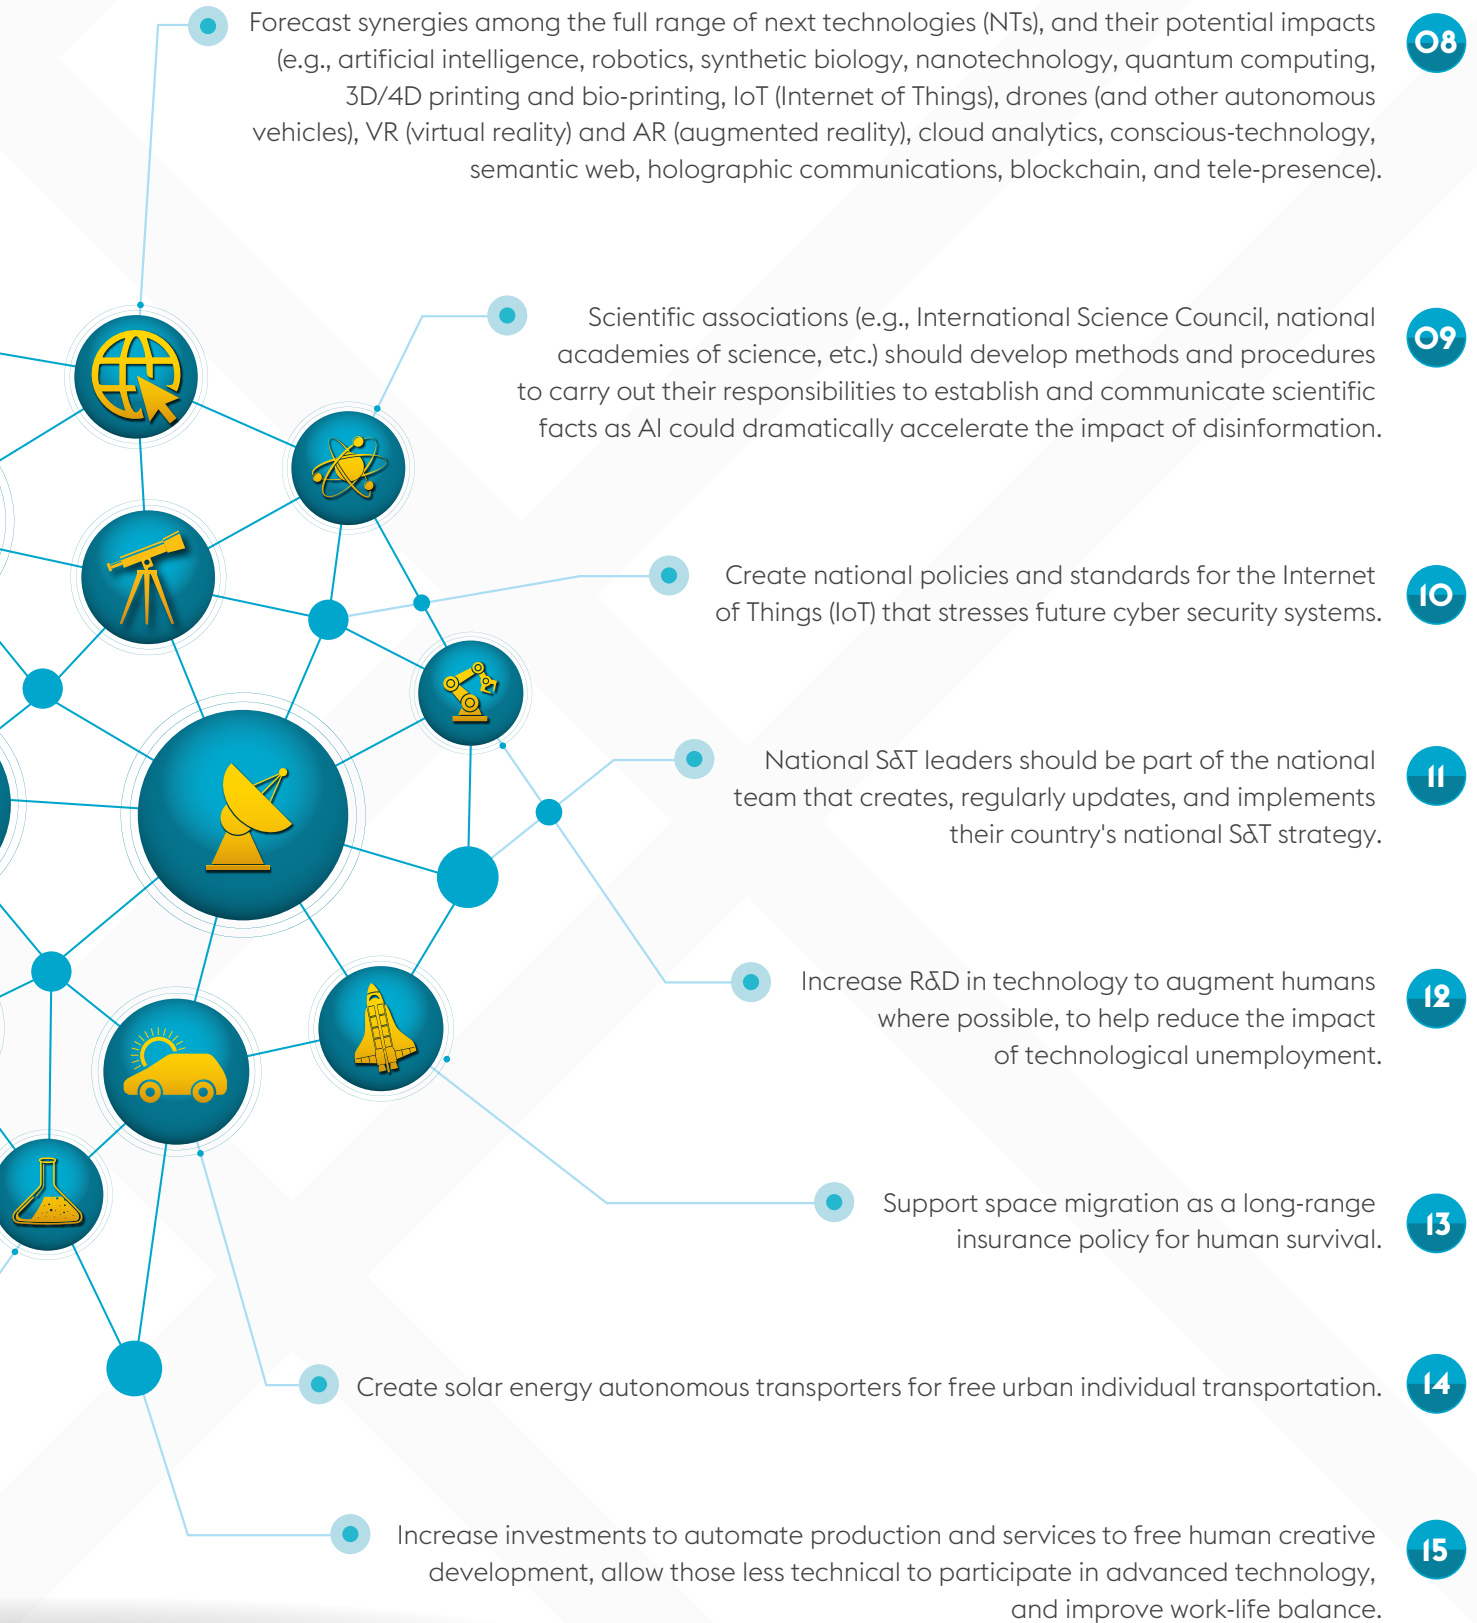 Forecast synergies among the full range of next technologies (NTs), and their potential impacts
(e.g., artificial intelligence, robotics, synthetic biology, nanotechnology, quantum computing,
3D/4D printing and bio-printing, IoT (Internet of Things), drones (and other autonomous
vehicles), VR (virtual reality) and AR (augmented reality), cloud analytics, conscious-technology,
semantic web, holographic communications, blockchain, and tele-presence).
08
Scientific associations (e.g., International Science Council, national
academies of science, etc.) should develop methods and procedures
to carry out their responsibilities to establish and communicate scientific
facts as AI could dramatically accelerate the impact of disinformation.
09
Create national policies and standards for the Internet
of Things (IoT) that stresses future cyber security systems.
10
National S&T leaders should be part of the national
team that creates, regularly updates, and implements
their country's national S&T strategy.
11
Increase R&D in technology to augment humans
where possible, to help reduce the impact
of technological unemployment.
12
Support space migration as a long-range
insurance policy for human survival.
13
Create solar energy autonomous transporters for free urban individual transportation.
14
Increase investments to automate production and services to free human creative
development, allow those less technical to participate in advanced technology,
and improve work-life balance.
15